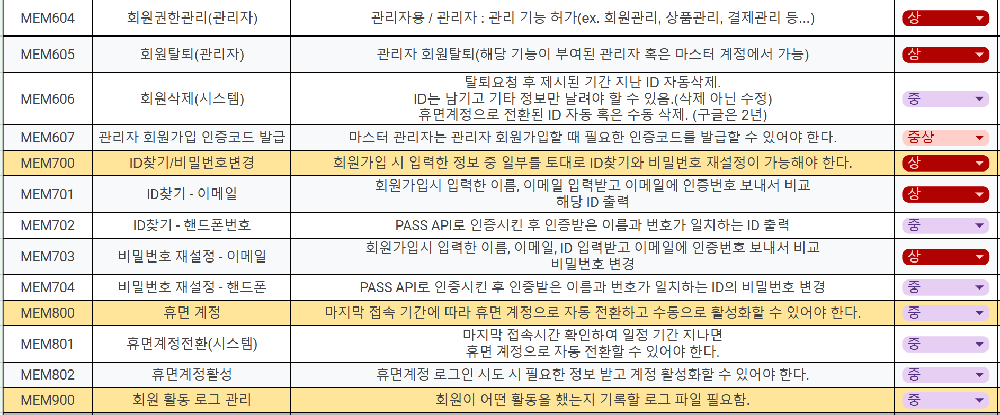 MEM604 회원권한관리(관리자) 관리자용 / 관리자 : 관리 기능 허가(ex. 회원관리, 상품관리, 결제관리 등...) 상
MEM605 회원탈퇴(관리자) 관리자 회원탈퇴(해당 기능이 부여된 관리자 혹은 마스터 계정에서 가능) 상
MEM606 회원삭제(시스템) 탈퇴요청 후 제시된 기간 지난 ID 자동삭제.
ID는 남기고 기타 정보만 날려야 할 수 있음.(삭제 아닌 수정)
휴면계정으로 전환된 ID 자동 혹은 수동 삭제. (구글은 2년)
중
MEM607 관리자 회원가입 인증코드 발급 마스터 관리자는 관리자 회원가입할 때 필요한 인증코드를 발급할 수 있어야 한다. 중상
MEM700 ID찾기/비밀번호변경 회원가입 시 입력한 정보 중 일부를 토대로 ID찾기와 비밀번호 재설정이 가능해야 한다. 상
MEM701 ID찾기 - 이메일 회원가입시 입력한 이름, 이메일 입력받고 이메일에 인증번호 보내서 비교
해당 ID 출력
상
MEM702 ID찾기 - 핸드폰번호 PASS API로 인증시킨 후 인증받은 이름과 번호가 일치하는 ID 출력 중
MEM703 비밀번호 재설정 - 이메일 회원가입시 입력한 이름, 이메일, ID 입력받고 이메일에 인증번호 보내서 비교
비밀번호 변경
상
MEM704 비밀번호 재설정 - 핸드폰 PASS API로 인증시킨 후 인증받은 이름과 번호가 일치하는 ID의 비밀번호 변경 중
MEM800 휴면 계정 마지막 접속 기간에 따라 휴면 계정으로 자동 전환하고 수동으로 활성화할 수 있어야 한다. 중
MEM801 휴면계정전환(시스템) 마지막 접속시간 확인하여 일정 기간 지나면
휴면 계정으로 자동 전환할 수 있어야 한다.
중
MEM802 휴면계정활성 휴면계정 로그인 시도 시 필요한 정보 받고 계정 활성화할 수 있어야 한다. 중
MEM900 회원 활동 로그 관리 회원이 어떤 활동을 했는지 기록할 로그 파일 필요함. 중